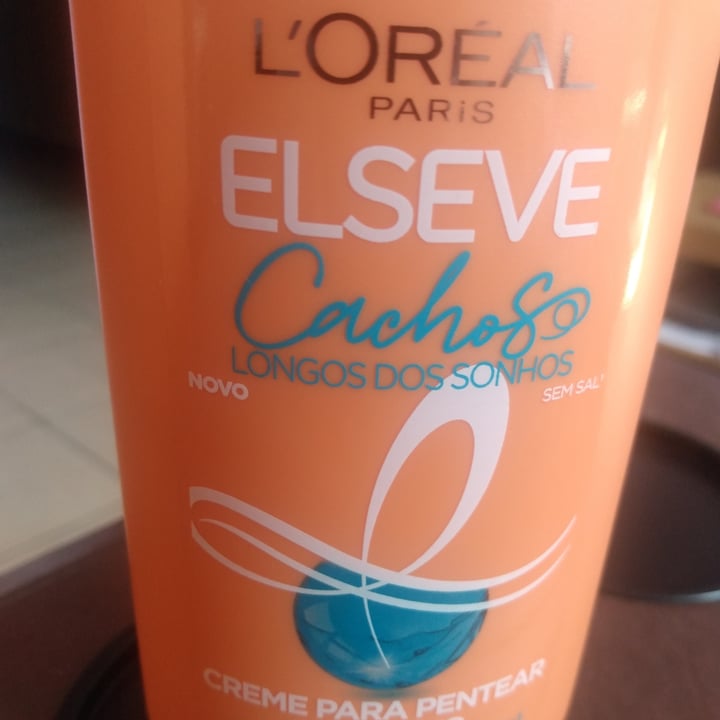 L'ORÉAL
PARiS
ELSEVE
Cachos
LONGOS DOS SONHOS
NOVO
SEM SAL
CREME PARA PENTEAR